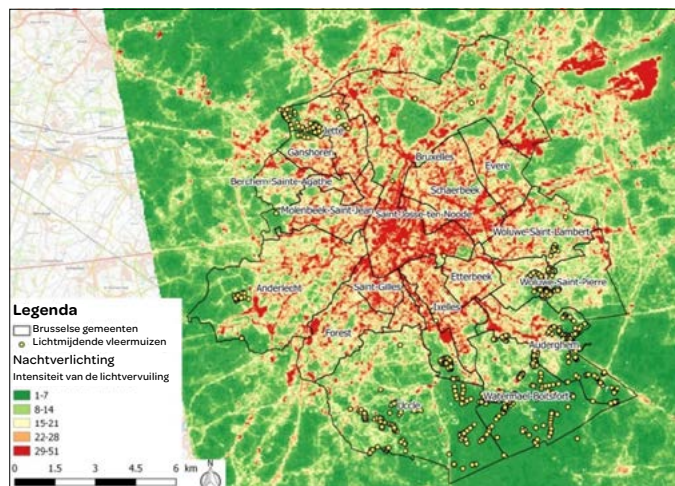 Jette
Ganshoren
Bruxelles
Evere
Berchem-Sainte-Agathe
Schaerbeek
Molenbeek-Saint-Jean
Saint-Josse-ten-Noode
Woluwe-Saint-Lambert
Etterbeek
Woluwe-Saint-Pierre
Anderlecht
Saint-Gilles
Ixelles
Forest
Auderghem
Watermael-Boitsfort
Uccle
Legenda
Brusselse gemeenten
Lichtmijdende vleermuizen
Nachtverlichting
Intensiteit van de lichtvervuiling
1-7
8-14
15-21
22-28
29-51
0 1.5 3 4.5 6 km
N